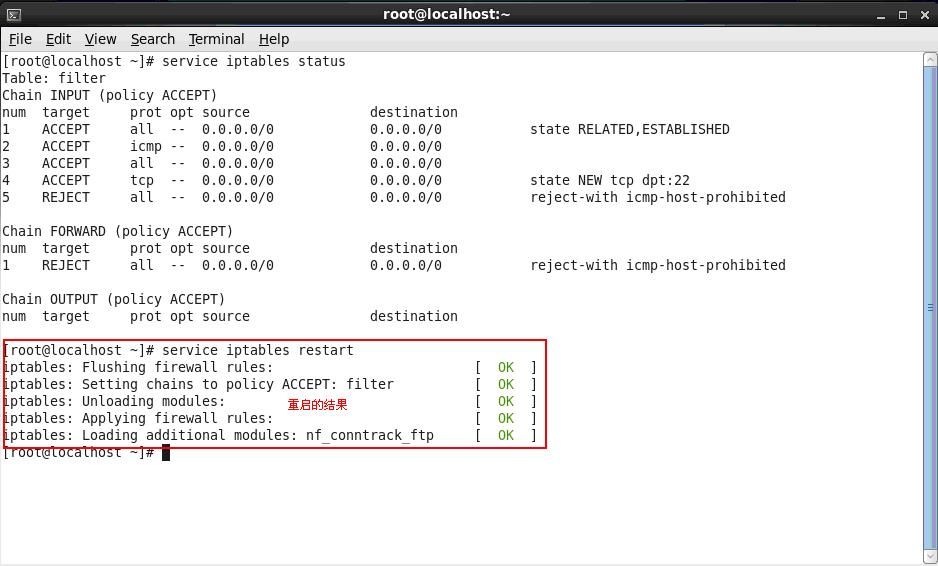 root@localhost:~
File Edit View Search Terminal Help
[root@localhost ~]# service iptables status
Table: filter
Chain INPUT (policy ACCEPT)
num  target     prot opt source               destination
1    ACCEPT     all  --  0.0.0.0/0            0.0.0.0/0           state RELATED,ESTABLISHED
2    ACCEPT     icmp --  0.0.0.0/0            0.0.0.0/0
3    ACCEPT     all  --  0.0.0.0/0            0.0.0.0/0
4    ACCEPT     tcp  --  0.0.0.0/0            0.0.0.0/0           state NEW tcp dpt:22
5    REJECT     all  --  0.0.0.0/0            0.0.0.0/0           reject-with icmp-host-prohibited
Chain FORWARD (policy ACCEPT)
num  target     prot opt source               destination
1    REJECT     all  --  0.0.0.0/0            0.0.0.0/0           reject-with icmp-host-prohibited
Chain OUTPUT (policy ACCEPT)
num  target     prot opt source               destination
[root@localhost ~]# service iptables restart
iptables: Flushing firewall rules:                         [  OK  ]
iptables: Setting chains to policy ACCEPT: filter          [  OK  ]
iptables: Unloading modules:                               [  OK  ]
重启的结果
iptables: Applying firewall rules:                         [  OK  ]
iptables: Loading additional modules: nf_conntrack_ftp     [  OK  ]
[root@localhost ~]#